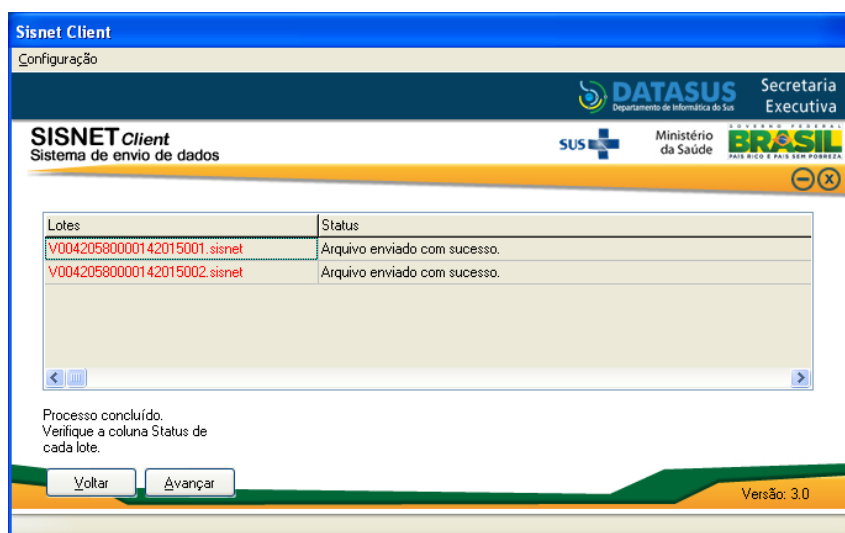 Sisnet Client
Configuração
DATASUS
Departamento de Informática do Sus
Secretaria
Executiva
SISNET Client
Sistema de envio de dados
SUS
Ministério
da Saúde
GOVERNO FEDERAL
BRASIL
PAÍS RICO É PAÍS SEM POBREZA
Lotes Status
V00420580000142015001.sisnet Arquivo enviado com sucesso.
V00420580000142015002.sisnet Arquivo enviado com sucesso.
Processo concluído.
Verifique a coluna Status de
cada lote.
Voltar Avançar
Versão: 3.0